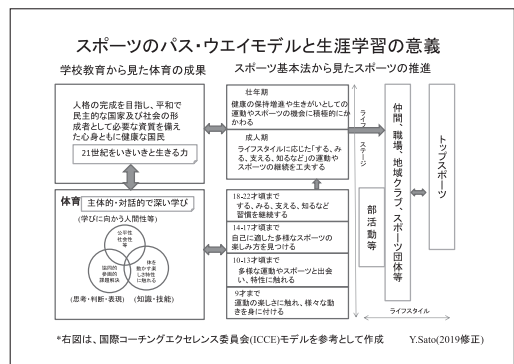 スポーツのパス・ウエイモデルと生涯学習の意義
学校教育から見た体育の成果
人格の完成を目指し、平和で
民主的な国家及び社会の形
成者として必要な資質を備え
た心身ともに健康な国民
21世紀をいきいきと生きる力
体育
主体的・対話的で深い学び
(学びに向かう人間性等)
公平性
社会性
等
協同的
参画的
課題解決
体を
動かす楽
しさ特性
に触れる
(思考・判断・表現)
(知識・技能)
スポーツ基本法から見たスポーツの推進
壮年期
健康の保持増進や生きがいとしての
運動やスポーツの機会に積極的にか
かわる
成人期
ライフスタイルに応じた「する、み
る、支える、知るなど」の運動や
スポーツの継続を工夫する
18-22才頃まで
する、みる、支える、知るなど
習慣を継続する
14-17才頃まで
自己に適した多様なスポーツの
楽しみ方を見つける
10-13才頃まで
多様な運動やスポーツと出会
い、特性に触れる
9才まで
運動の楽しさに触れ、様々な動
きを身に付ける
ライフ
ステージ
部活動等
仲間、職場、地域クラブ、スポーツ団体等
トップスポーツ
ライフスタイル
*右図は、国際コーチングエクセレンス委員会(ICCE)モデルを参考として作成
Y.Sato(2019修正)